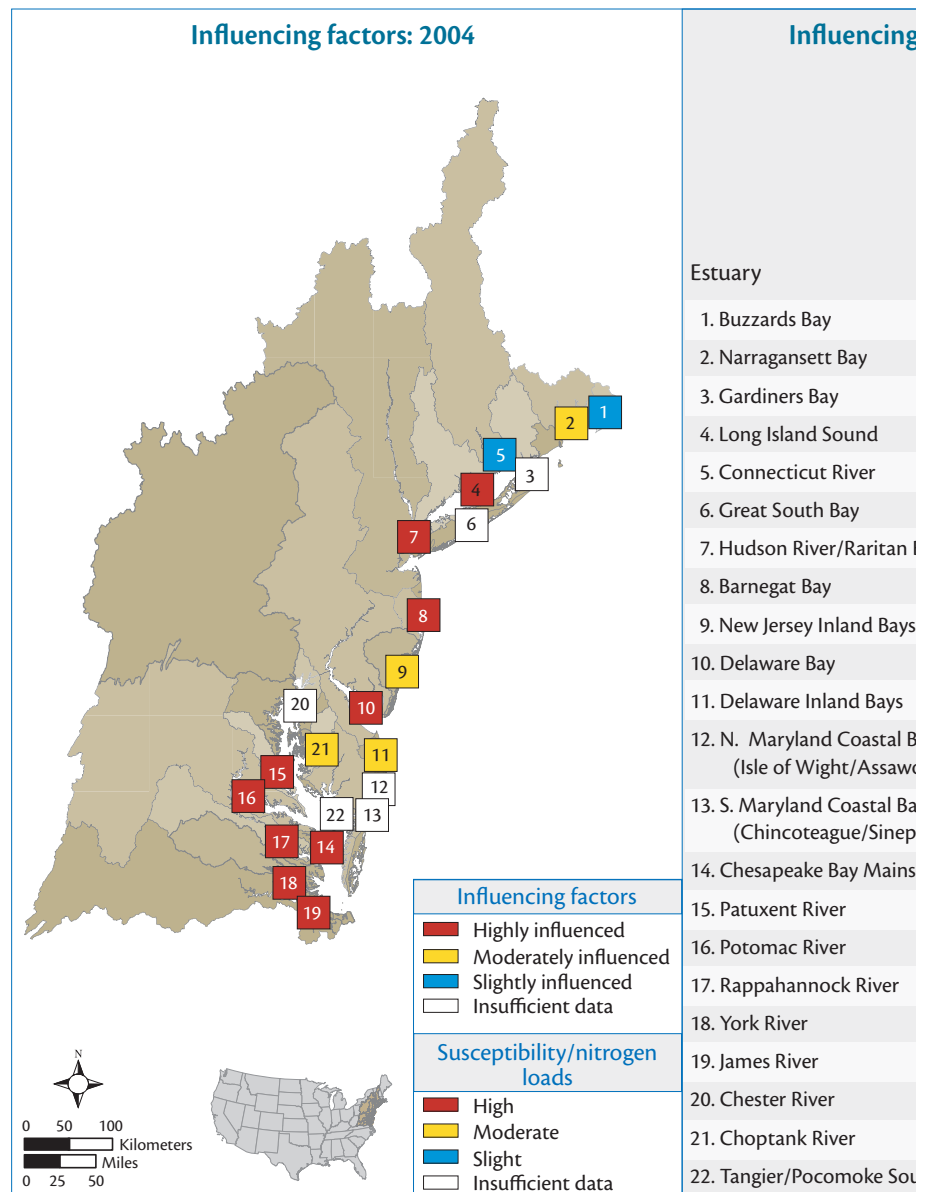 Influencing factors: 2004
1
2
5
3
4
6
7
8
9
20
10
21
11
15
12
16
22
13
17
14
18
19
Influencing factors
Highly influenced
Moderately influenced
Slightly influenced
Insufficient data
Susceptibility/nitrogen
loads
High
Moderate
Slight
Insufficient data
N
0 50 100
Kilometers
Miles
0 25 50
Influencing
Estuary
1. Buzzards Bay
2. Narragansett Bay
3. Gardiners Bay
4. Long Island Sound
5. Connecticut River
6. Great South Bay
7. Hudson River/Raritan
8. Barnegat Bay
9. New Jersey Inland Bays
10. Delaware Bay
11. Delaware Inland Bays
12. N. Maryland Coastal B
(Isle of Wight/Assawo
13. S. Maryland Coastal Ba
(Chincoteague/Sinep
14. Chesapeake Bay Mains
15. Patuxent River
16. Potomac River
17. Rappahannock River
18. York River
19. James River
20. Chester River
21. Choptank River
22. Tangier/Pocomoke Sou